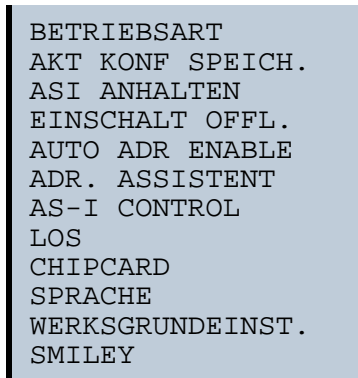 BETRIEBSART
AKT KONF SPEICH.
ASI ANHALTEN
EINSCHALT OFFL.
AUTO ADR ENABLE
ADR. ASSISTENT
AS-I CONTROL
LOS
CHIPCARD
SPRACHE
WERKSGRUNDEINST.
SMILEY